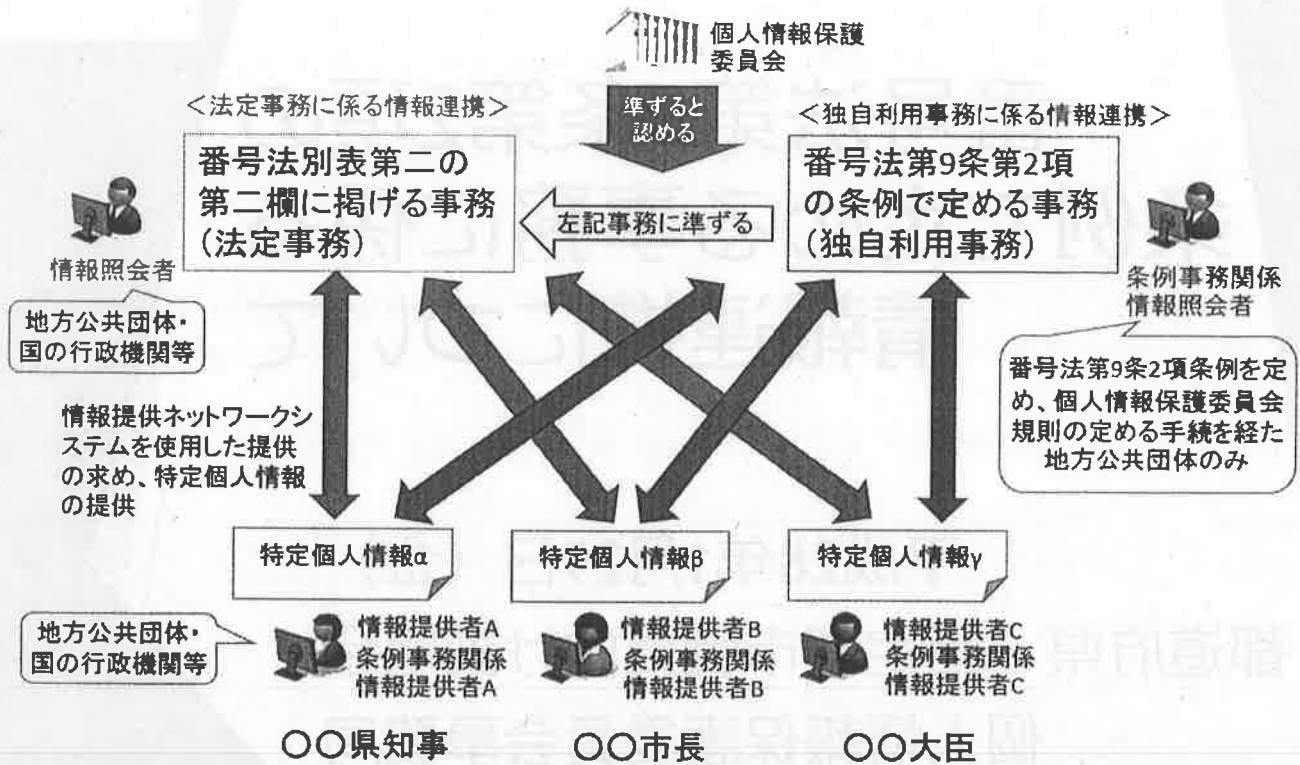 個人情報保護
委員会
<法定事務に係る情報連携>
準ずると
認める
<独自利用事務に係る情報連携>
番号法別表第二の
第二欄に掲げる事務
(法定事務)
左記事務に準ずる
番号法第9条第2項
の条例で定める事務
(独自利用事務)
情報照会者
条例事務関係
情報照会者
地方公共団体・
国の行政機関等
番号法第9条2項条例を定
め、個人情報保護委員会
規則の定める手続を経た
地方公共団体のみ
情報提供ネットワークシ
ステムを使用した提供
の求め、特定個人情報
の提供
特定個人情報α
特定個人情報β
特定個人情報γ
地方公共団体・
国の行政機関等
情報提供者A
条例事務関係
情報提供者A
情報提供者B
条例事務関係
情報提供者B
情報提供者C
条例事務関係
情報提供者C
〇〇県知事
〇〇市長
〇〇大臣